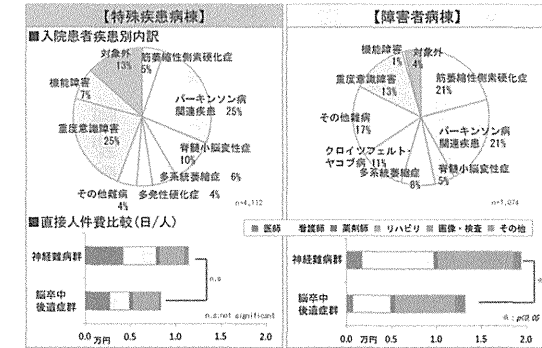 【特殊疾患病棟】
■入院患者疾患別内訳
対象外
13%
筋萎縮性側索硬化症
5%
機能障害
7%
パーキンソン病
関連疾患 25%
重度意識障害
25%
脊髄小脳変性症
10%
多系統萎縮症 6%
その他難病
4%
多発性硬化症 4%
n=4,112
【障害者病棟】
機能障害
1%
対象外
4%
重度意識障害
13%
筋萎縮性側索硬化症
21%
その他難病
17%
パーキンソン病
関連疾患 21%
クロイツフェルト・
ヤコブ病 11%
多系統萎縮症
8%
脊髄小脳変性症
5%
■直接人件費比較(日/人)
■医師 看護師 ■薬剤師 ■リハビリ ■画像・検査 ■その他
神経難病群
脳卒中
後遺症群
n.s
n.s:not significant
0.0 万円 0.5 1.0 1.5 2.0
神経難病群
脳卒中
後遺症群
0.0 万円 0.5 1.0 1.5 2.0